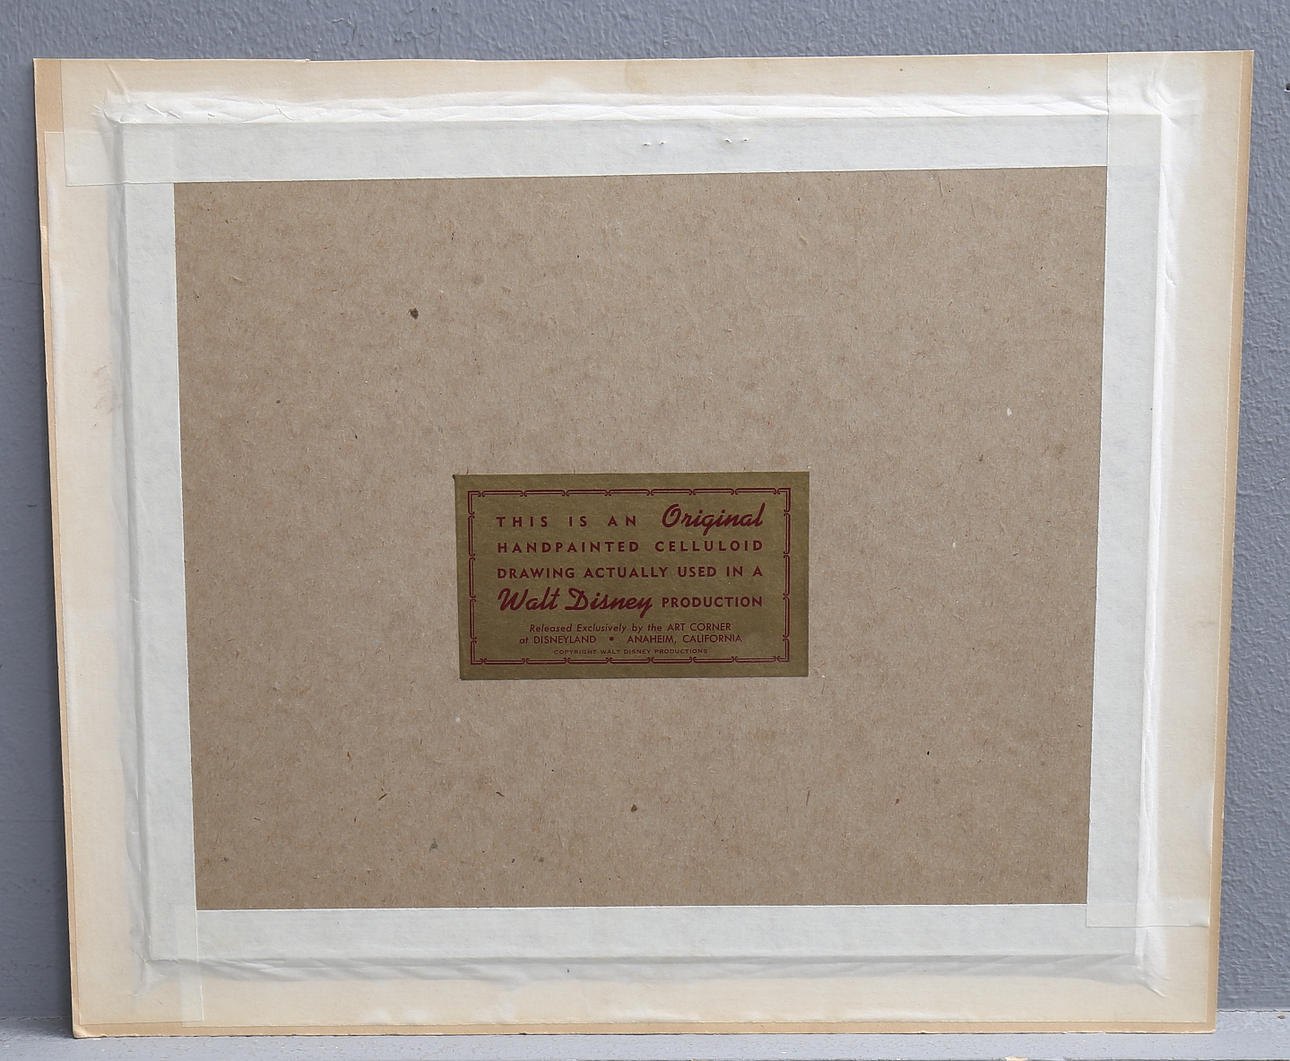 THIS IS AN Original
HANDPAINTED CELLULOID
DRAWING ACTUALLY USED IN A
Walt Disney PRODUCTION
Released Exclusively by the ART CORNER
at DISNEYLAND • ANAHEIM, CALIFORNIA
COPYRIGHT WALT DISNEY PRODUCTIONS